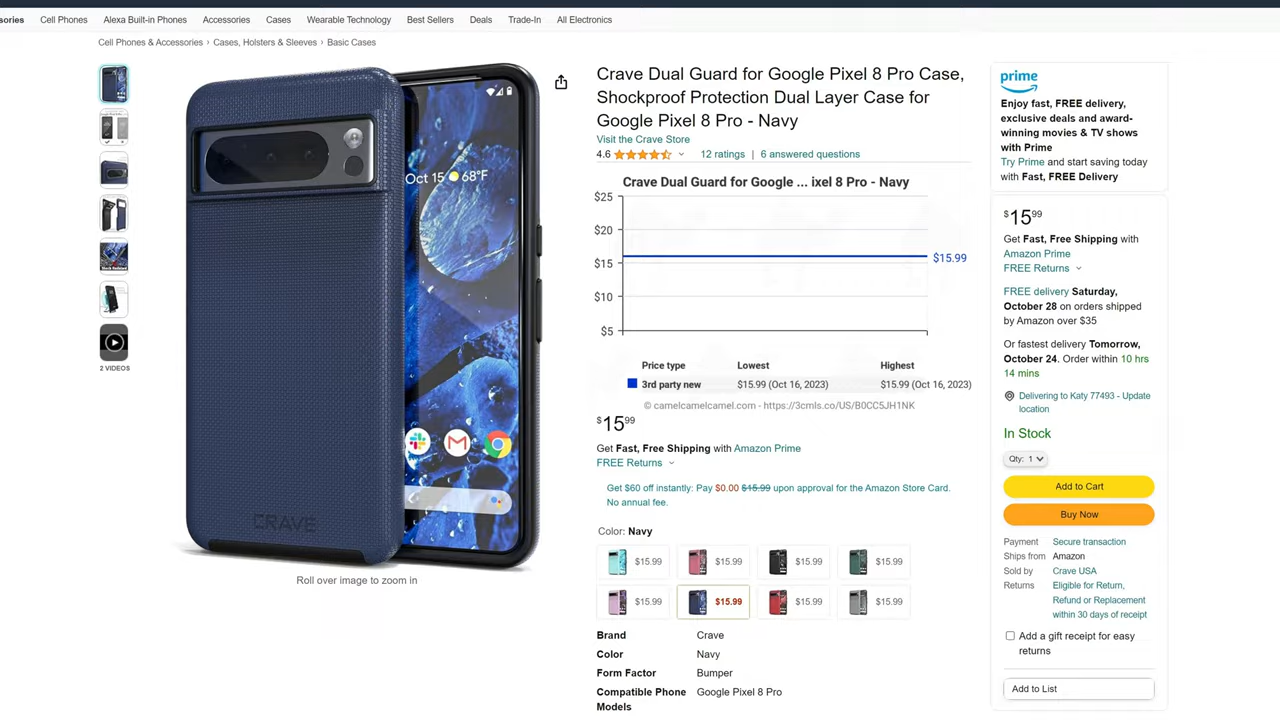 sories Cell Phones Alexa Built-in Phones Accessories Cases Wearable Technology Best Sellers Deals Trade-In All Electronics
Cell Phones & Accessories › Cases, Holsters & Sleeves › Basic Cases
2 VIDEOS
Oct 15 68°F
CRAVE
Roll over image to zoom in
Crave Dual Guard for Google Pixel 8 Pro Case,
Shockproof Protection Dual Layer Case for
Google Pixel 8 Pro - Navy
Visit the Crave Store
4.6 12 ratings | 6 answered questions
Crave Dual Guard for Google ... ixel 8 Pro - Navy
$25
$20
$15
$10
$5
$15.99
Price type Lowest Highest
3rd party new $15.99 (Oct 16, 2023) $15.99 (Oct 16, 2023)
© camelcamelcamel.com - https://3cmls.co/US/B0CC5JH1NK
$15 99
Get Fast, Free Shipping with Amazon Prime
FREE Returns
Get $60 off instantly: Pay $0.00 $15.99 upon approval for the Amazon Store Card.
No annual fee.
Color: Navy
$15.99 $15.99 $15.99 $15.99
$15.99 $15.99 $15.99 $15.99
Brand Crave
Color Navy
Form Factor Bumper
Compatible Phone Google Pixel 8 Pro
Models
prime
Enjoy fast, FREE delivery,
exclusive deals and award-
winning movies & TV shows
with Prime
Try Prime and start saving today
with Fast, FREE Delivery
$15 99
Get Fast, Free Shipping with
Amazon Prime
FREE Returns
FREE delivery Saturday,
October 28 on orders shipped
by Amazon over $35
Or fastest delivery Tomorrow,
October 24. Order within 10 hrs
14 mins
Delivering to Katy 77493 - Update
location
In Stock
Qty: 1
Add to Cart
Buy Now
Payment Secure transaction
Ships from Amazon
Sold by Crave USA
Returns Eligible for Return,
Refund or Replacement
within 30 days of receipt
Add a gift receipt for easy
returns
Add to List